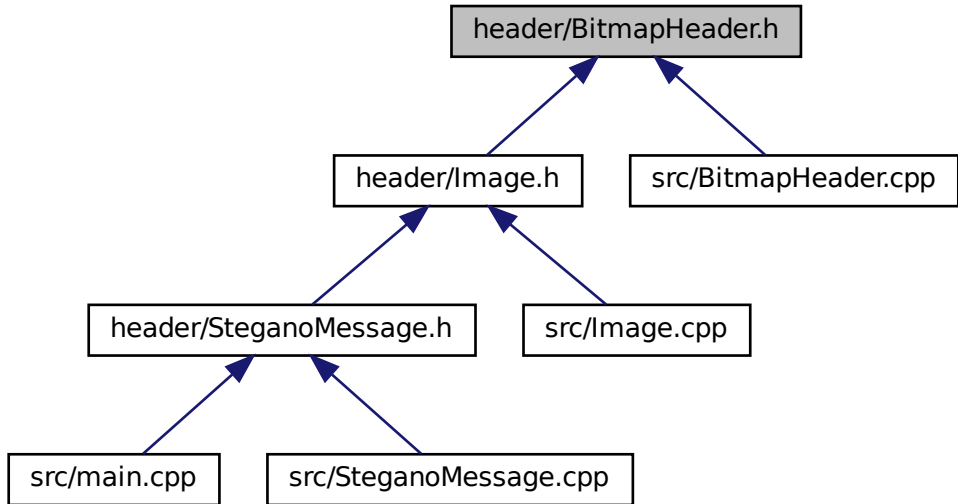 header/BitmapHeader.h
header/Image.h
src/BitmapHeader.cpp
header/SteganoMessage.h
src/Image.cpp
src/main.cpp
src/SteganoMessage.cpp